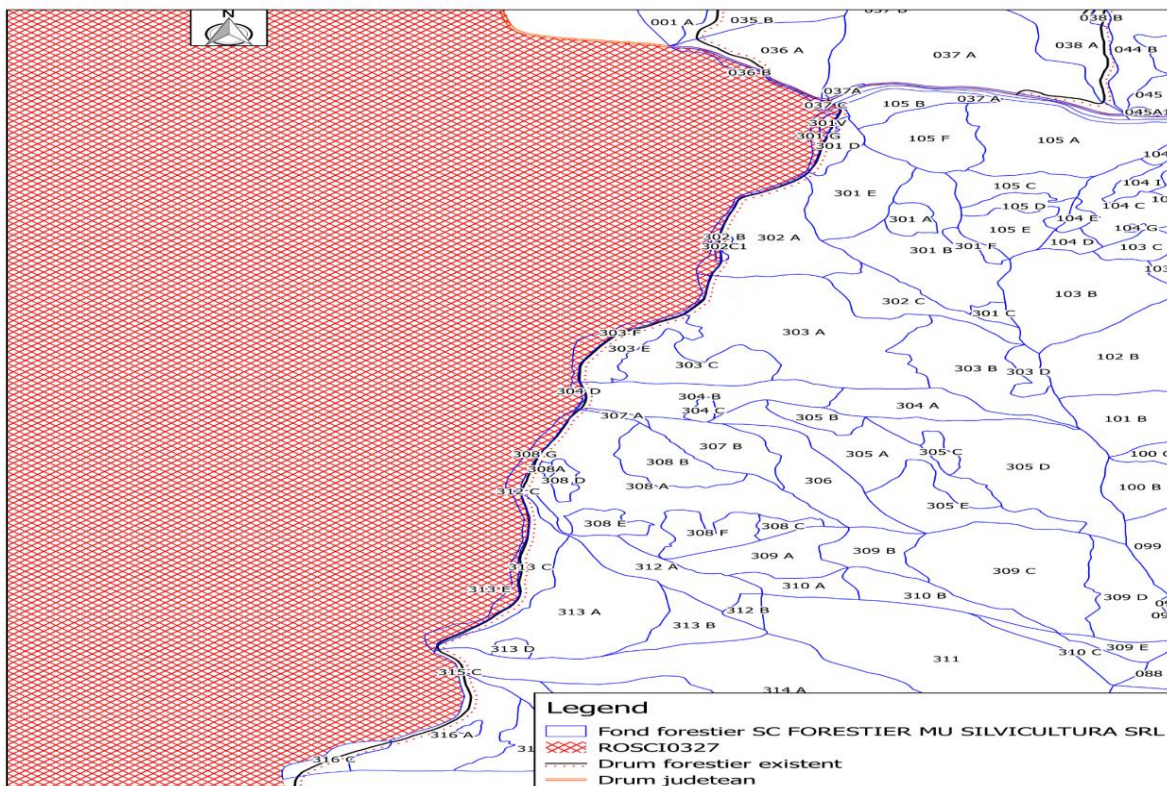 N
001 A
035 B
038 B
036 A
037 A
038 A
044 B
036 B
037A
037 C
105 B
037 A
045
045A1
301V
301 G
301 D
105 F
105 A
104
301 E
105 C
104 I
105 D
104 C
301 A
104 E
105 E
104 G
302 B
302C1
302 A
301 B
301 F
104 D
103 C
103
103 B
302 C
301 C
303 F
303 A
303 E
303 C
303 B
303 D
102 B
304 D
304 B
304 C
304 A
307 A
305 B
101 B
307 B
308 G
308A
308 D
308 B
305 A
305 C
305 D
100 C
308 A
306
100 B
312 C
305 E
308 E
308 F
308 C
099
309 A
309 B
313 C
312 A
309 C
310 A
313 E
310 B
309 D
313 A
312 B
313 B
313 D
311
310 C
309 E
088
315 C
314 A
316 A
316 C
Legend
Fond forestier SC FORESTIER MU SILVICULTURA SRL
ROSCI0327
Drum forestier existent
Drum judetean